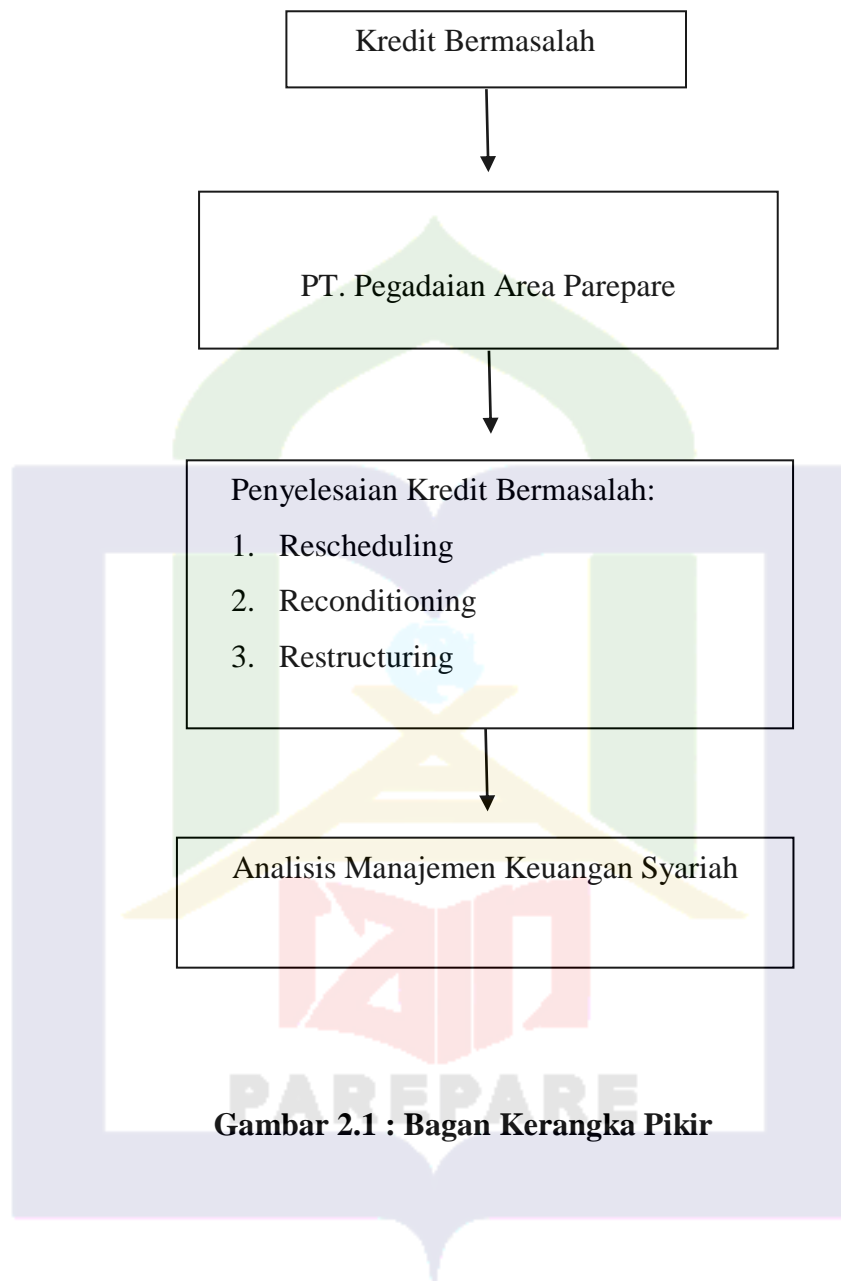 Kredit Bermasalah
PT. Pegadaian Area Parepare
Penyelesaian Kredit Bermasalah:
1. Rescheduling
2. Reconditioning
3. Restructuring
Analisis Manajemen Keuangan Syariah
iain
PAREPARE
Gambar 2.1 : Bagan Kerangka Pikir